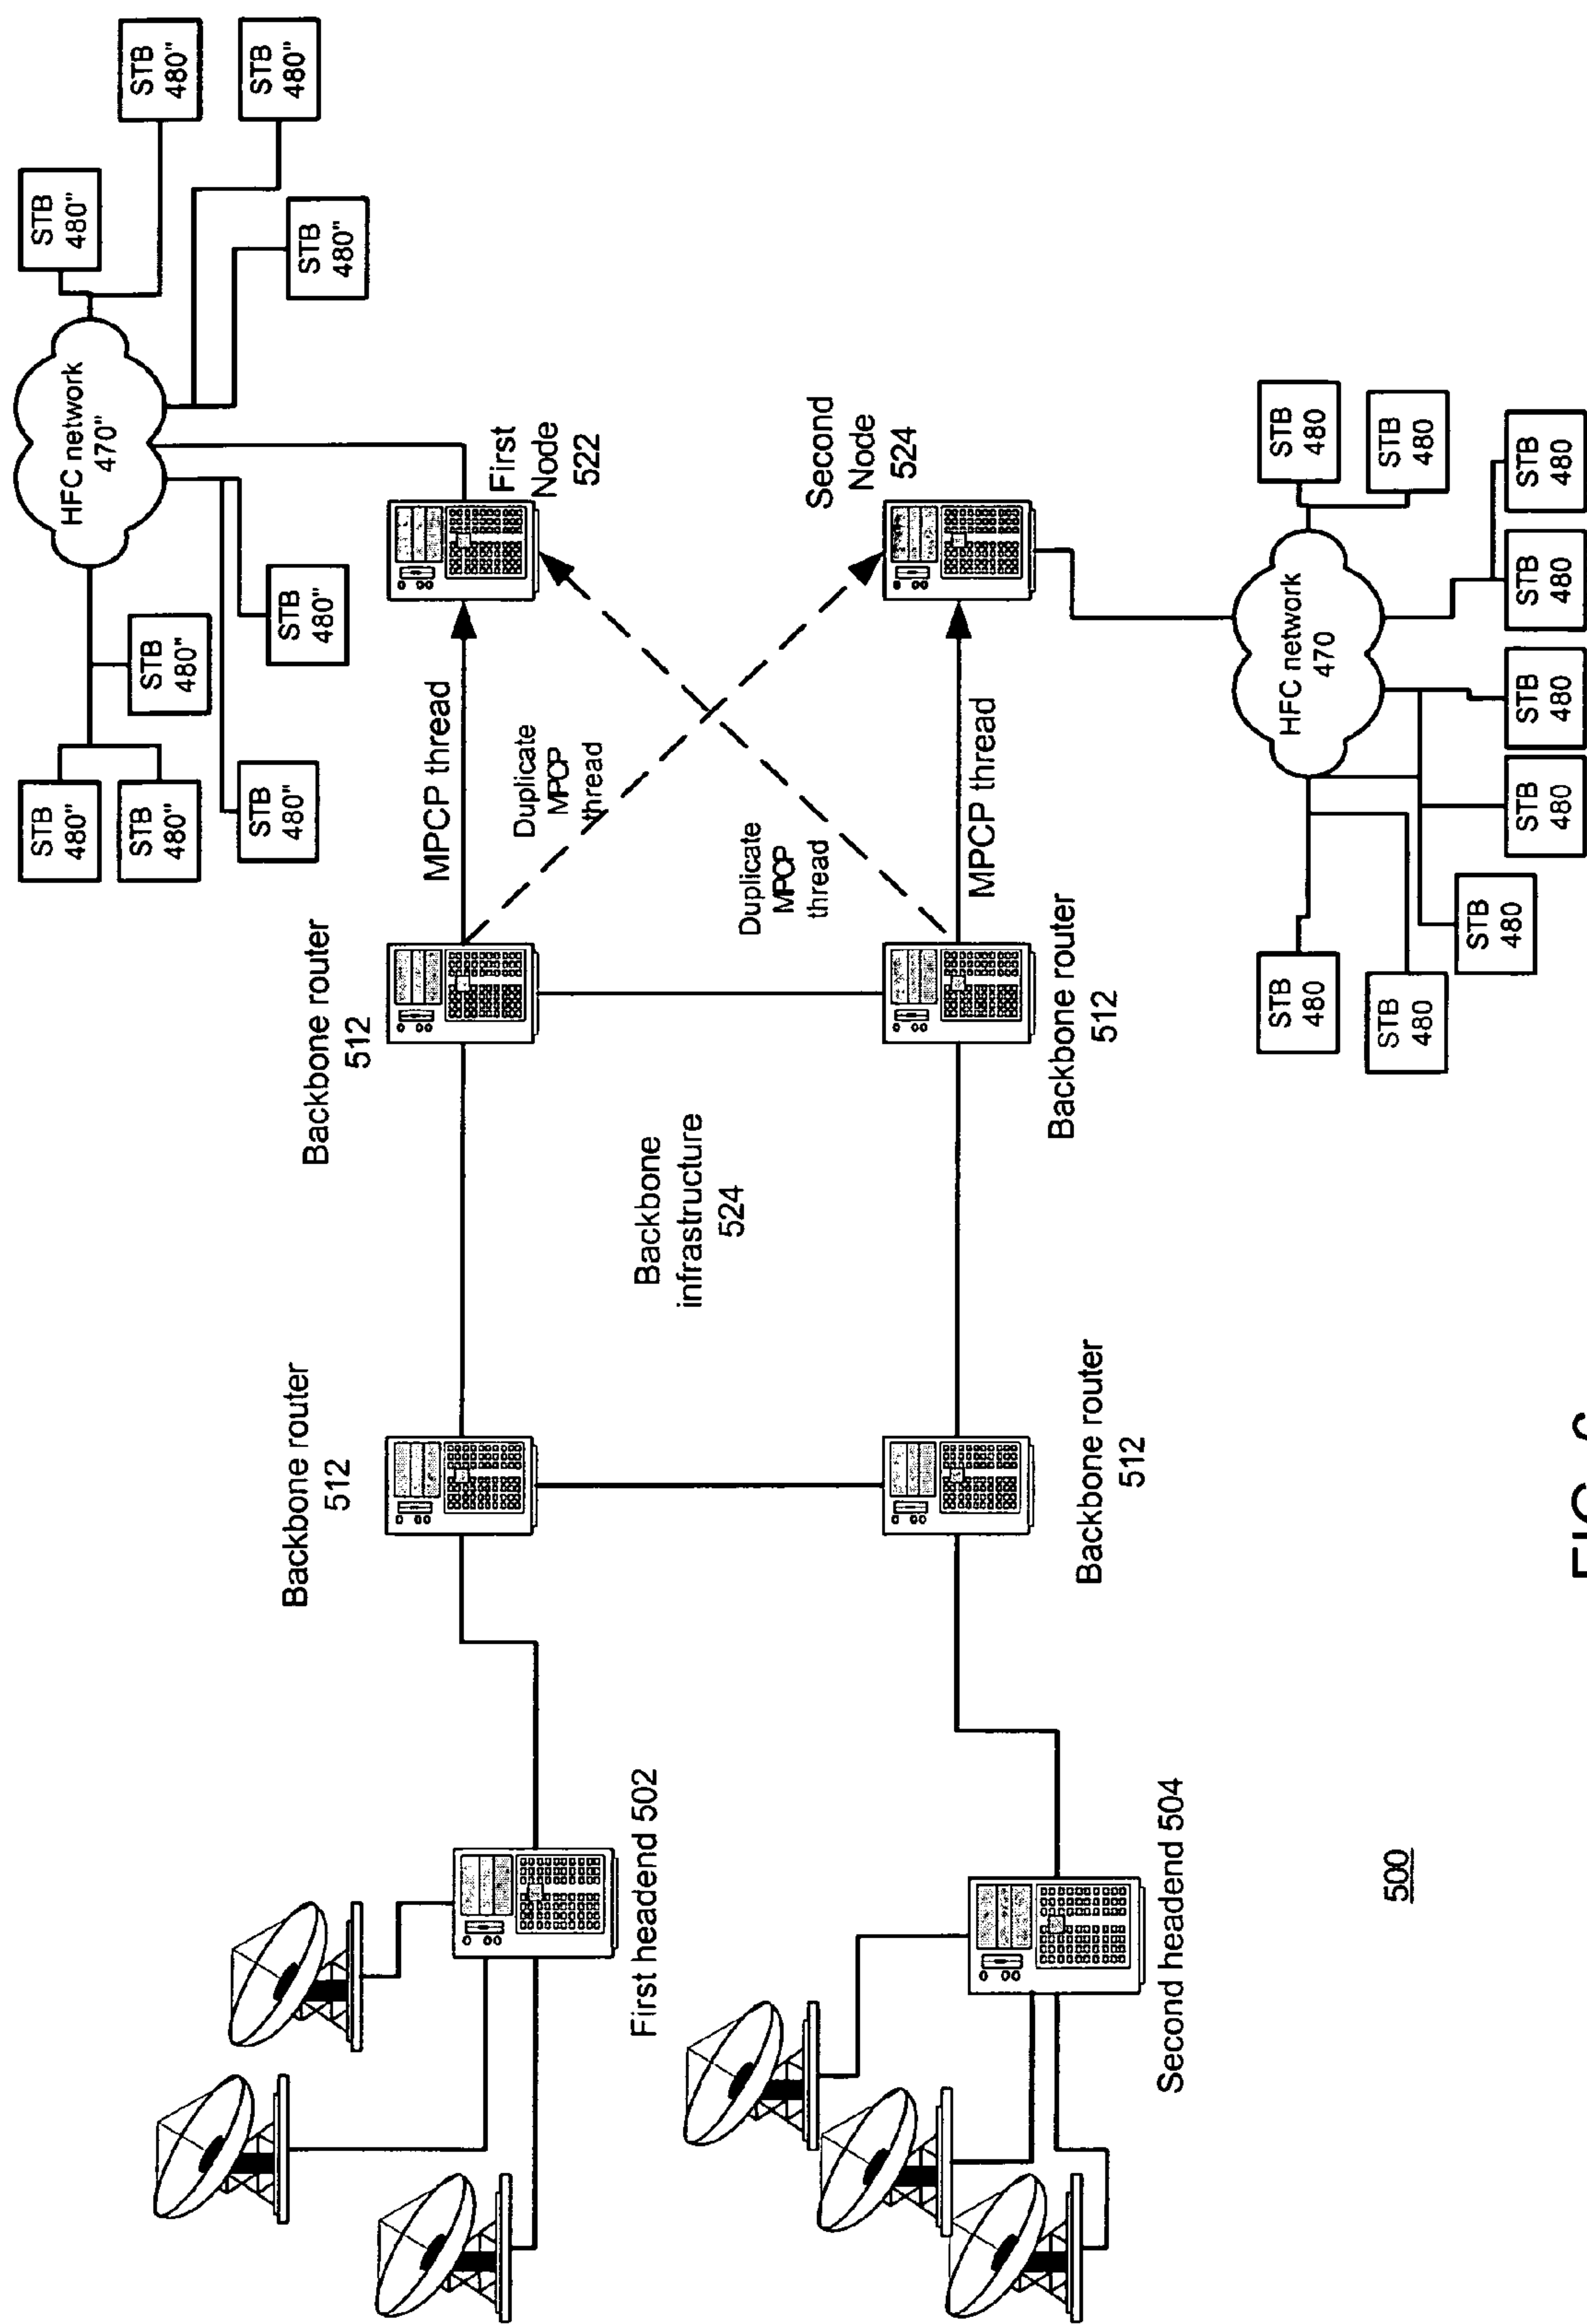 STB
480"
STB
480"
STB
480"
STB
480"
STB
480"
HFC network
470"
STB
480"
STB
480"
STB
480"
STB
480"
Backbone router
512
Backbone router
512
MPCP thread
First
Node
522
Duplicate
MPCP
thread
First headend 502
Backbone
infrastructure
524
Duplicate
MPCP
thread
Second
Node
524
MPCP thread
Backbone router
512
Backbone router
512
Second headend 504
HFC network
470
STB
480
STB
480
STB
480
STB
480
STB
480
STB
480
STB
480
STB
480
STB
480
500
FIG.